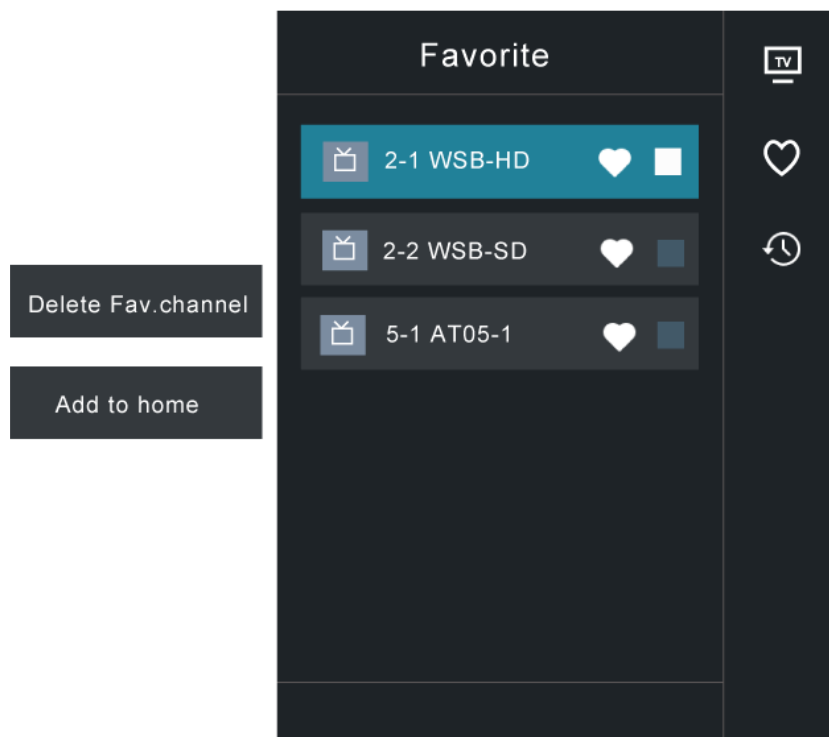 Favorite
TV
2-1 WSB-HD
2-2 WSB-SD
5-1 AT05-1
Delete Fav.channel
Add to home